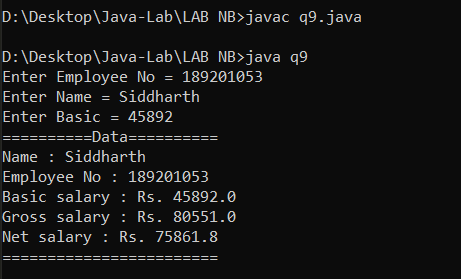 D:\Desktop\Java-Lab\LAB NB>javac q9.java
D:\Desktop\Java-Lab\LAB NB>java q9
Enter Employee No = 189201053
Enter Name = Siddharth
Enter Basic = 45892
==========Data==========
Name : Siddharth
Employee No : 189201053
Basic salary : Rs. 45892.0
Gross salary : Rs. 80551.0
Net salary : Rs. 75861.8
========================